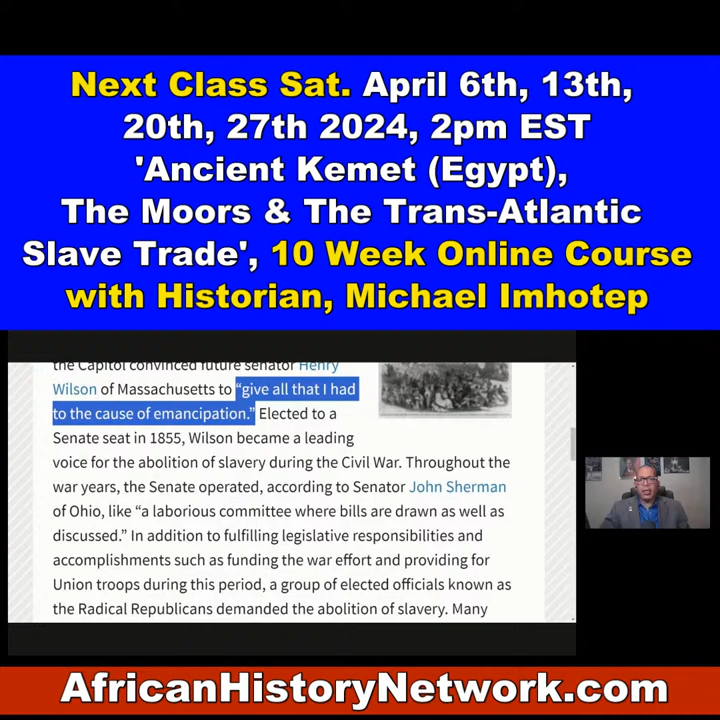 Next Class Sat. April 6th, 13th,
20th, 27th 2024, 2pm EST
'Ancient Kemet (Egypt),
The Moors & The Trans-Atlantic
Slave Trade', 10 Week Online Course
with Historian, Michael Imhotep
the Capitol convinced future senator Henry
Wilson of Massachusetts to “give all that I had
to the cause of emancipation.” Elected to a
Senate seat in 1855, Wilson became a leading
voice for the abolition of slavery during the Civil War. Throughout the
war years, the Senate operated, according to Senator John Sherman
of Ohio, like “a laborious committee where bills are drawn as well as
discussed.” In addition to fulfilling legislative responsibilities and
accomplishments such as funding the war effort and providing for
Union troops during this period, a group of elected officials known as
the Radical Republicans demanded the abolition of slavery. Many
AfricanHistoryNetwork.com